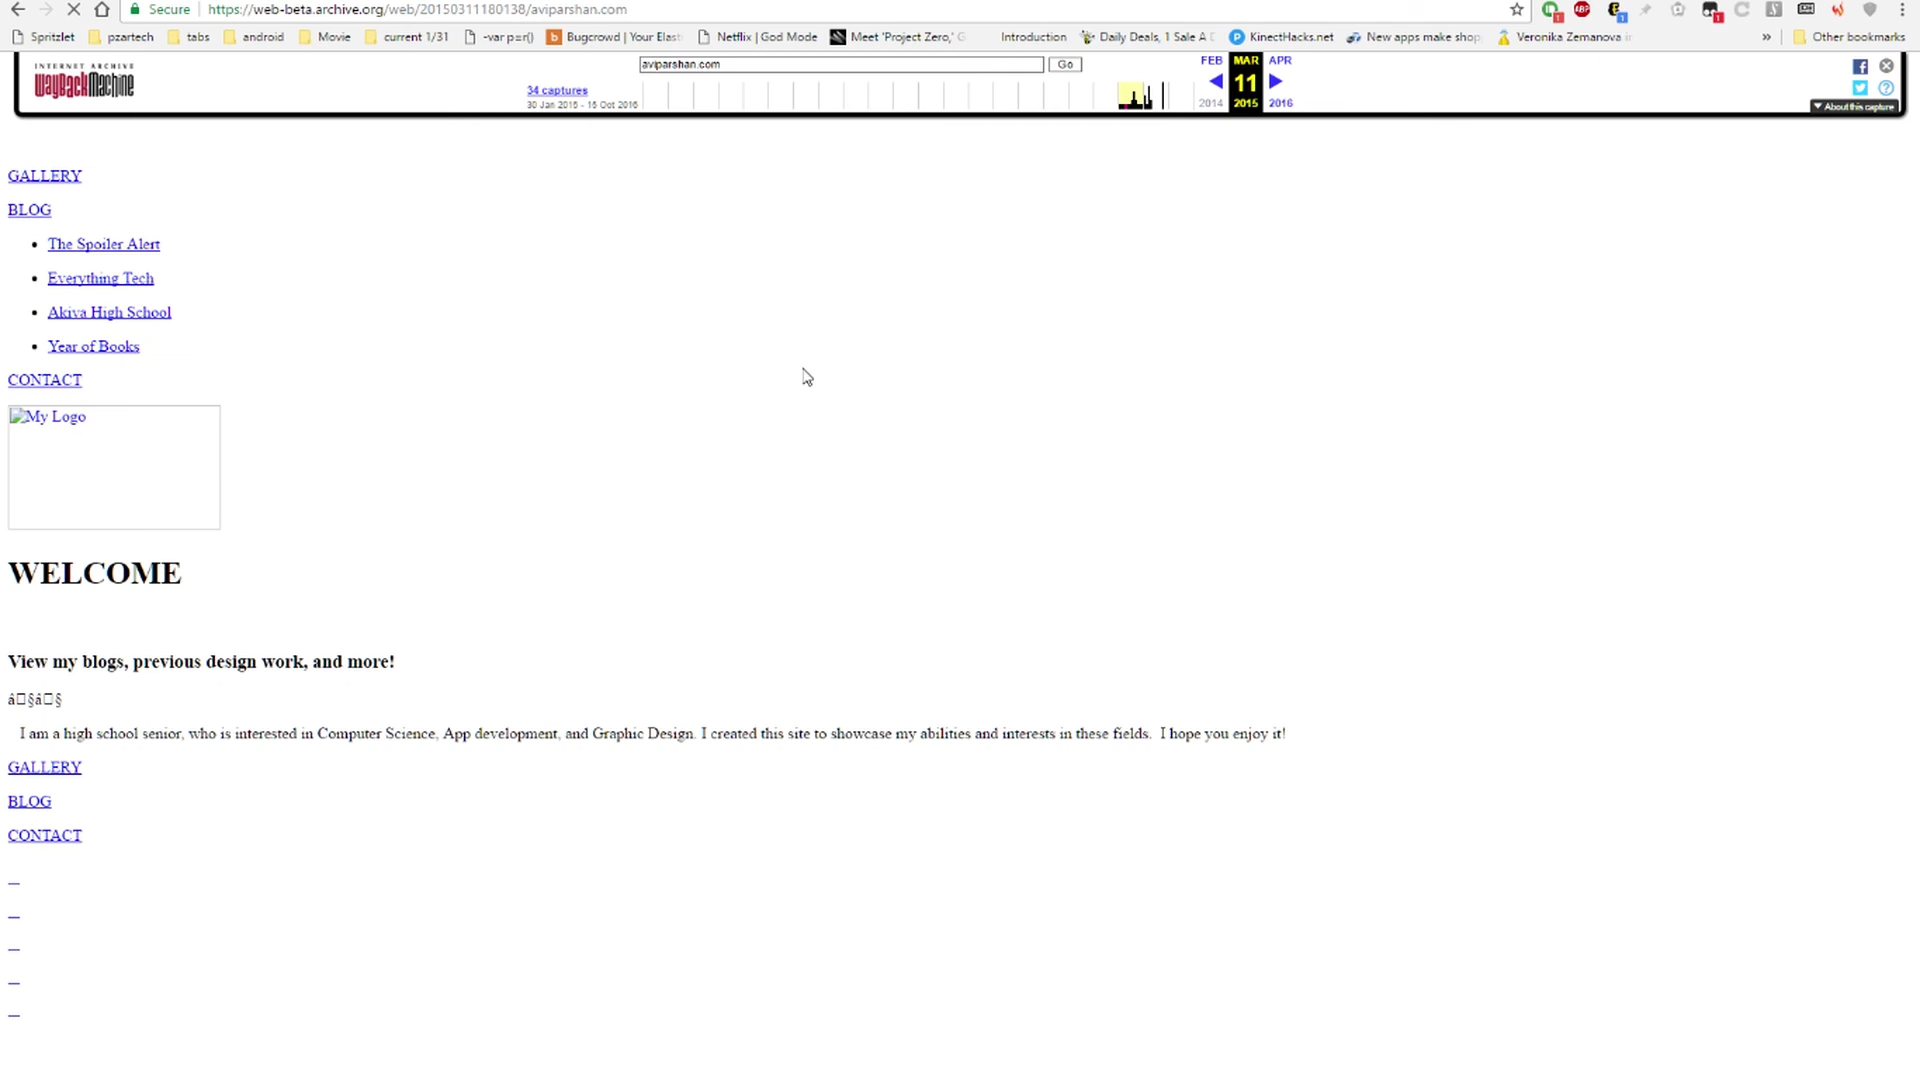 Secure https://web-beta.archive.org/web/20150311180138/aviparshan.com
Spritzlet pzartech tabs android Movie current 1/31 -var p=r() Bugcrowd | Your Elast Netflix | God Mode Meet 'Project Zero,' G Introduction Daily Deals, 1 Sale A D KinectHacks.net New apps make shop Veronika Zemanova in » Other bookmarks
INTERNET ARCHIVE
WayBackMachine
aviparshan.com Go
FEB MAR APR
34 captures
11
30 Jan 2015 - 15 Oct 2016
2014 2015 2016
About this capture
GALLERY
BLOG
The Spoiler Alert
Everything Tech
Akiva High School
Year of Books
CONTACT
My Logo
WELCOME
View my blogs, previous design work, and more!
â□§â□§
I am a high school senior, who is interested in Computer Science, App development, and Graphic Design. I created this site to showcase my abilities and interests in these fields. I hope you enjoy it!
GALLERY
BLOG
CONTACT